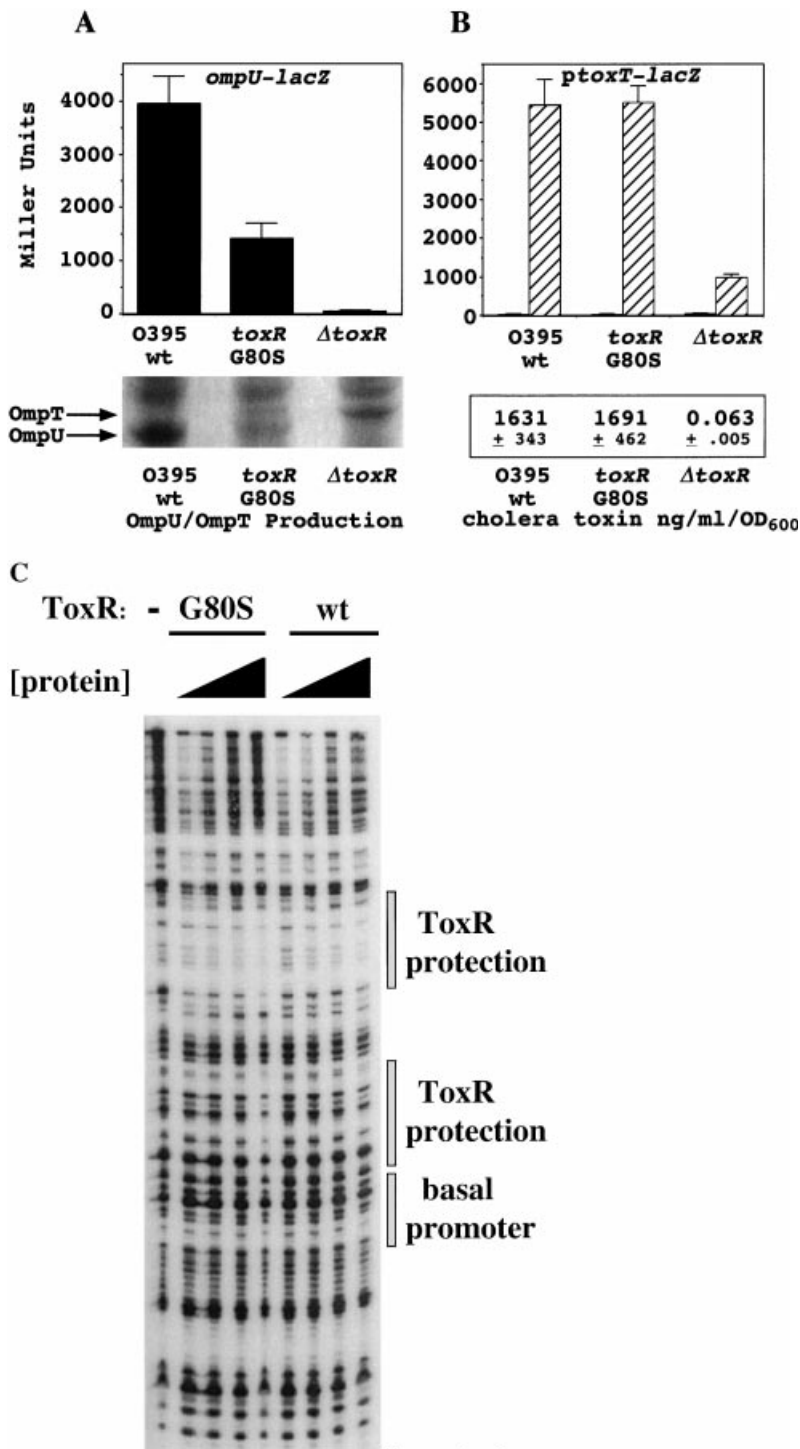 A
ompU-lacZ
Miller Units
4000
3000
2000
1000
0
O395
wt
toxR
G80S
ΔtoxR
OmpT
OmpU
O395
wt
toxR
G80S
ΔtoxR
OmpU/OmpT Production
B
ptoxT-lacZ
6000
5000
4000
3000
2000
1000
0
O395
wt
toxR
G80S
ΔtoxR
1631 1691 0.063
± 343 ± 462 ± .005
O395
wt
toxR
G80S
ΔtoxR
cholera toxin ng/ml/OD600
C
ToxR: - G80S wt
[protein]
ToxR
protection
ToxR
protection
basal
promoter